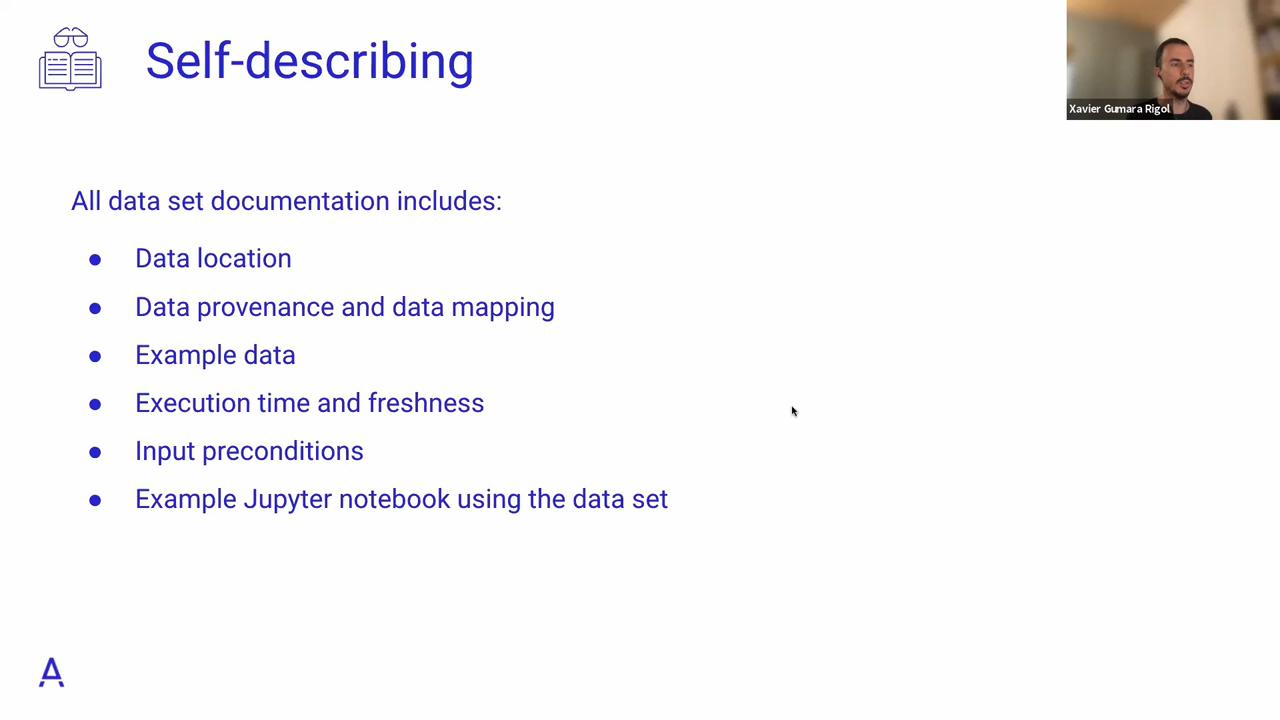 Self-describing
Xavier Gumara Rigol
All data set documentation includes:
● Data location
● Data provenance and data mapping
● Example data
● Execution time and freshness
● Input preconditions
● Example Jupyter notebook using the data set
A